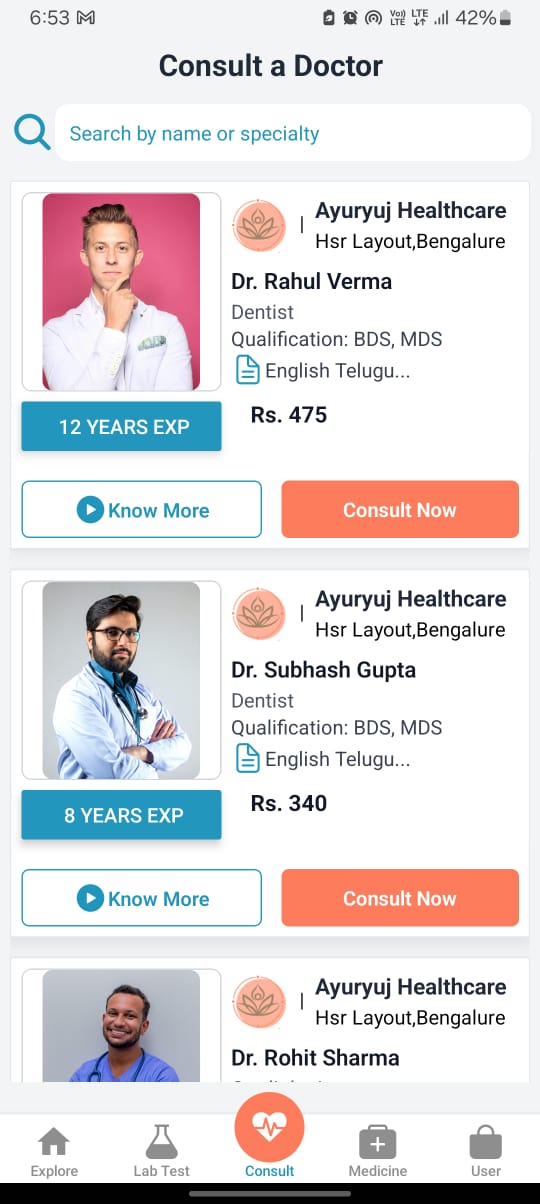 6:53
Vo)) LTE LTE 42%
Consult a Doctor
Search by name or specialty
Ayuryuj Healthcare
Hsr Layout,Bengalure
Dr. Rahul Verma
Dentist
Qualification: BDS, MDS
English Telugu...
12 YEARS EXP
Rs. 475
Know More
Consult Now
Ayuryuj Healthcare
Hsr Layout,Bengalure
Dr. Subhash Gupta
Dentist
Qualification: BDS, MDS
English Telugu...
8 YEARS EXP
Rs. 340
Know More
Consult Now
Ayuryuj Healthcare
Hsr Layout,Bengalure
Dr. Rohit Sharma
Explore
Lab Test
Consult
Medicine
User